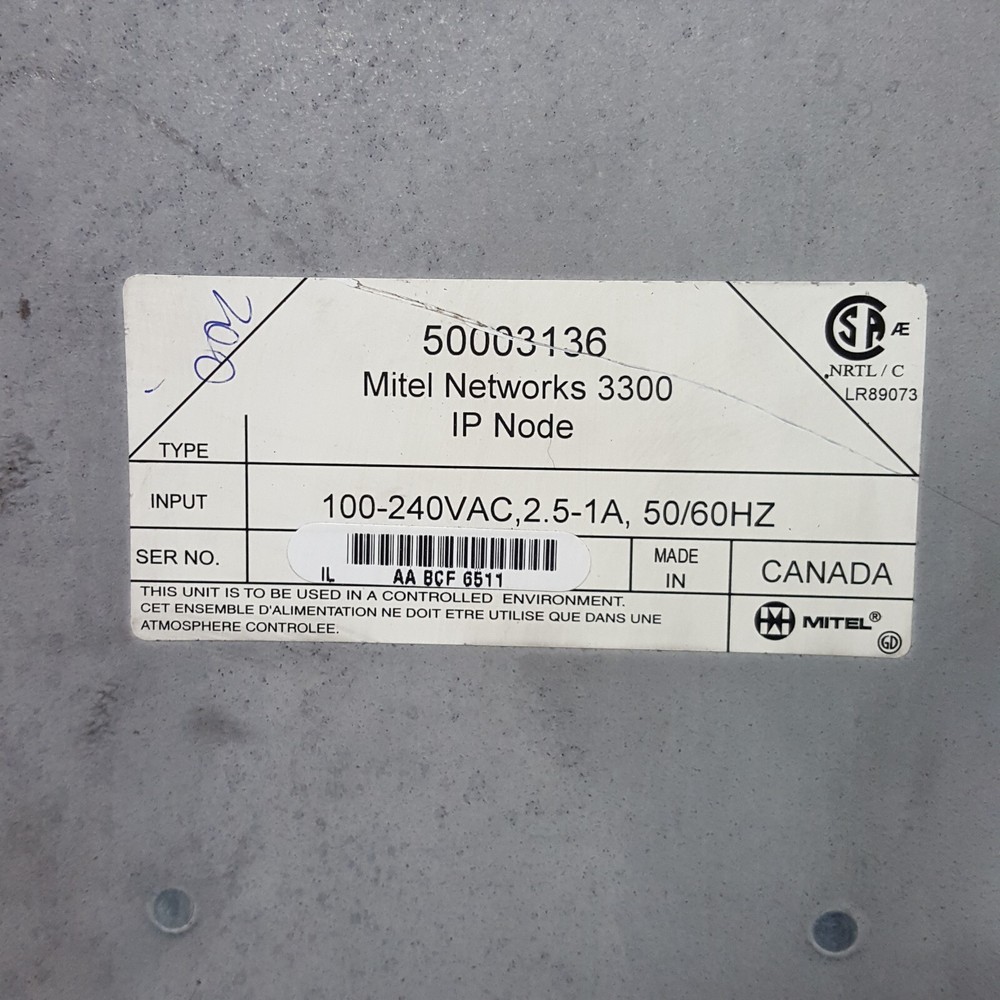 50003136
Mitel Networks 3300
IP Node
SA Æ
NRTL / C
LR89073
TYPE
INPUT 100-240VAC,2.5-1A, 50/60HZ
SER NO. IL AA BCF 6511 MADE IN CANADA
THIS UNIT IS TO BE USED IN A CONTROLLED ENVIRONMENT.
CET ENSEMBLE D'ALIMENTATION NE DOIT ETRE UTILISE QUE DANS UNE
ATMOSPHERE CONTROLEE.
MITEL®
GD